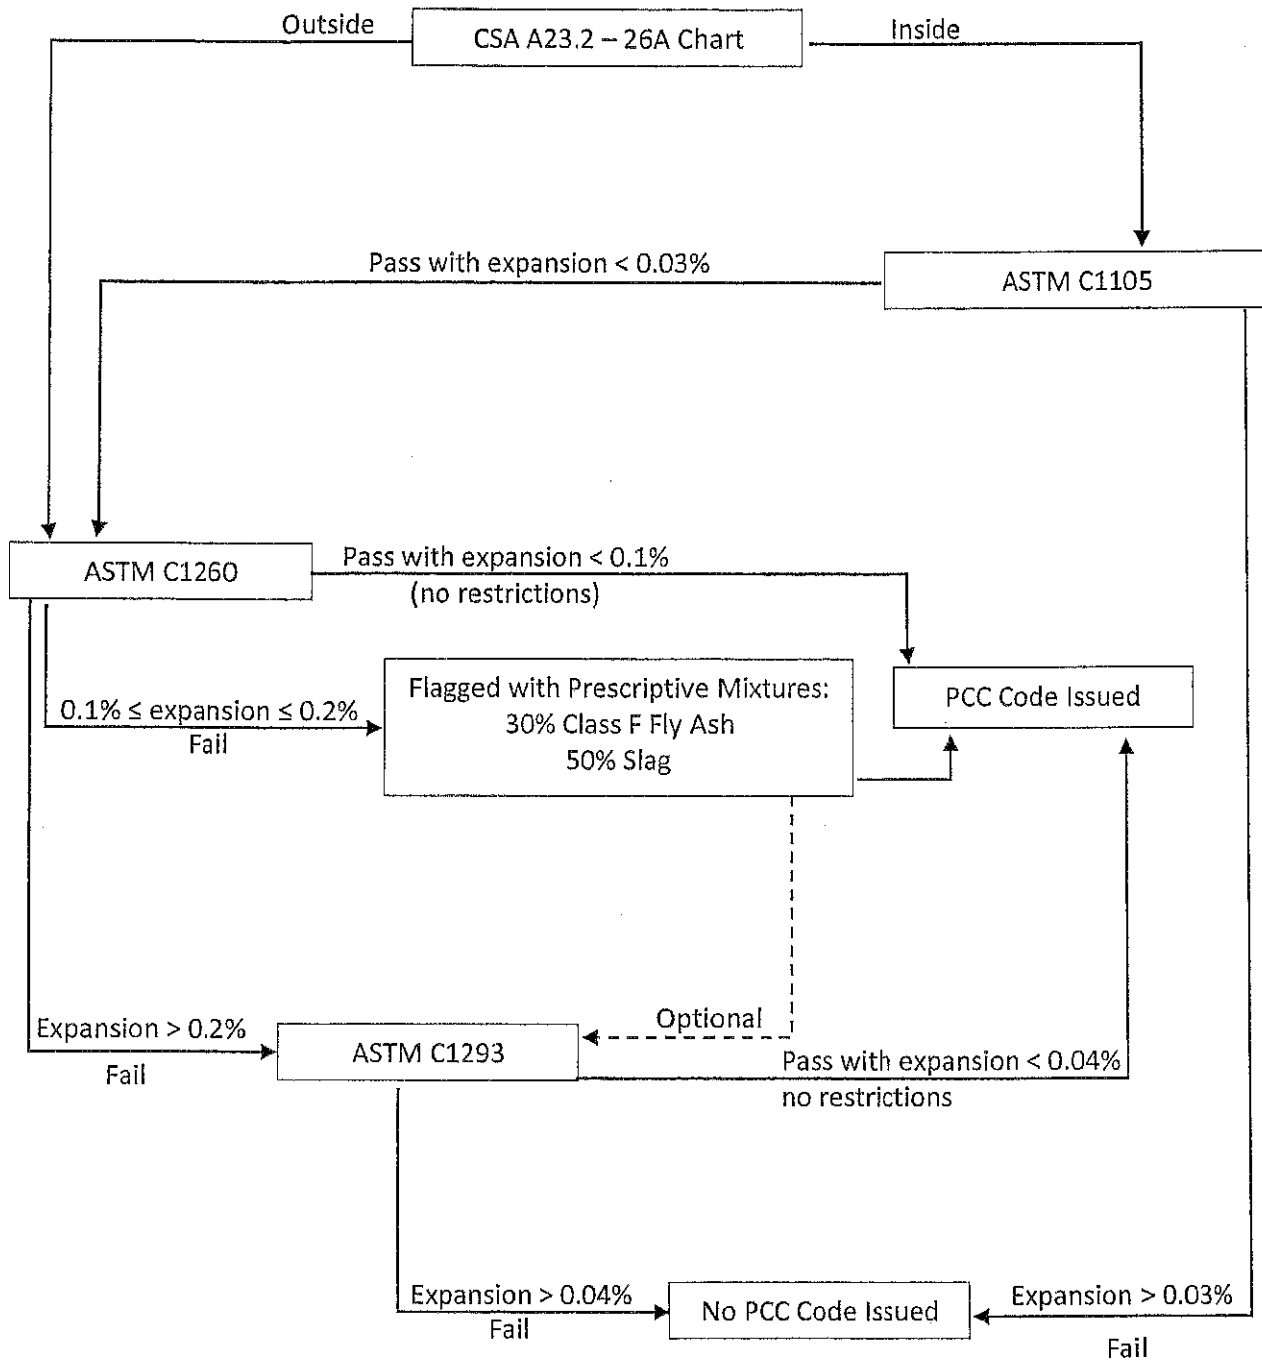 Outside
CSA A23.2 – 26A Chart
Inside
Pass with expansion < 0.03%
ASTM C1105
ASTM C1260
Pass with expansion < 0.1%
(no restrictions)
Flagged with Prescriptive Mixtures:
30% Class F Fly Ash
50% Slag
PCC Code Issued
0.1% ≤ expansion ≤ 0.2%
Fail
Expansion > 0.2%
Fail
ASTM C1293
Optional
Pass with expansion < 0.04%
no restrictions
Expansion > 0.04%
Fail
No PCC Code Issued
Expansion > 0.03%
Fail